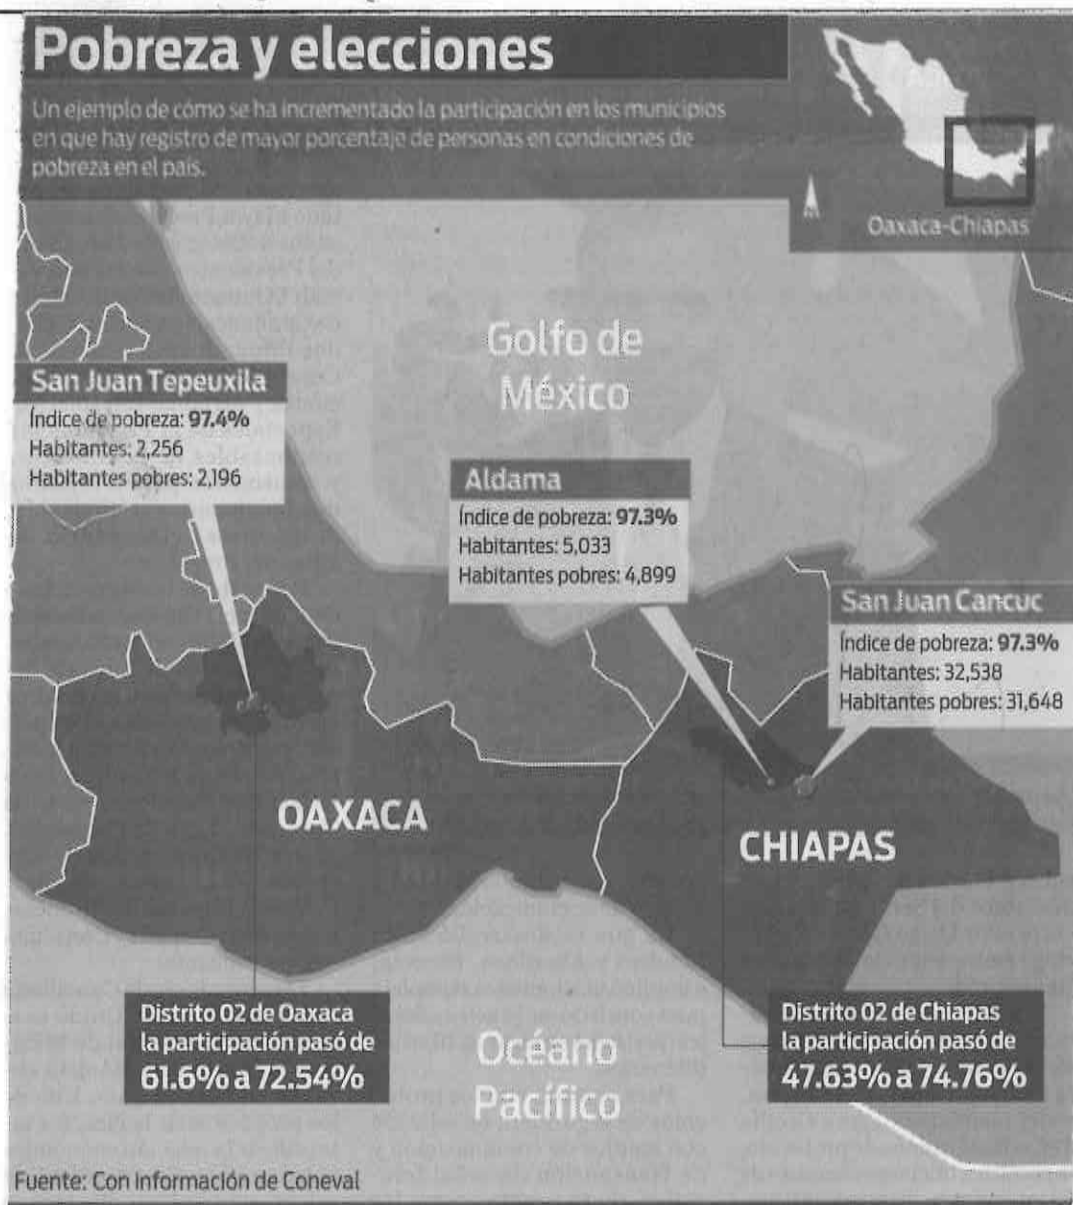 Pobreza y elecciones
Un ejemplo de cómo se ha incrementado la participación en los municipios
en que hay registro de mayor porcentaje de personas en condiciones de
pobreza en el país.
Oaxaca-Chiapas
Golfo de
México
San Juan Tepeuxila
Índice de pobreza: 97.4%
Habitantes: 2,256
Habitantes pobres: 2,196
Aldama
Índice de pobreza: 97.3%
Habitantes: 5,033
Habitantes pobres: 4,899
San Juan Cancuc
Índice de pobreza: 97.3%
Habitantes: 32,538
Habitantes pobres: 31,648
OAXACA
CHIAPAS
Distrito 02 de Oaxaca
la participación pasó de
61.6% a 72.54%
Océano
Pacífico
Distrito 02 de Chiapas
la participación pasó de
47.63% a 74.76%
Fuente: Con información de Coneval